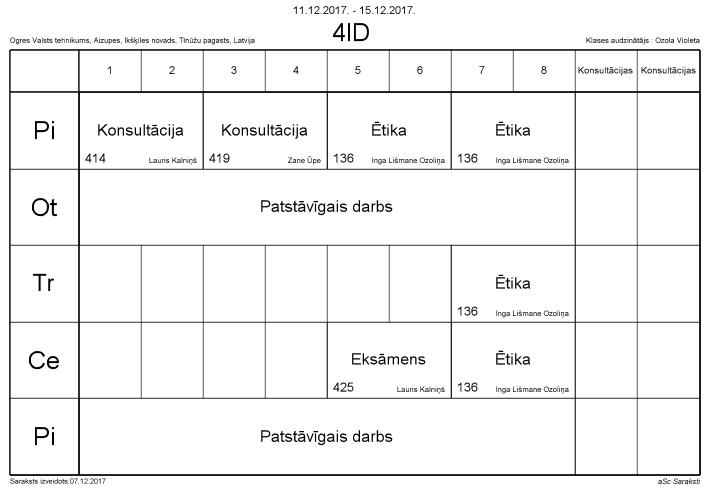 11.12.2017. - 15.12.2017.
4ID
Ogres Valsts tehnikums, Aizupes, Ikšķiles novads, Tīnūžu pagasts, Latvija
Klases audzinātājs : Ozola Violeta
1 2 3 4 5 6 7 8 Konsultācijas Konsultācijas
Pi
Konsultācija Konsultācija Ētika Ētika
414 Lauris Kalniņš 419 Zane Ūpe 136 Inga Lišmane Ozoliņa 136 Inga Lišmane Ozoliņa
Ot Patstāvīgais darbs
Tr Ētika
136 Inga Lišmane Ozoliņa
Ce Eksāmens Ētika
425 Lauris Kalniņš 136 Inga Lišmane Ozoliņa
Pi Patstāvīgais darbs
Saraksts izveidots:07.12.2017
aSc Saraksti